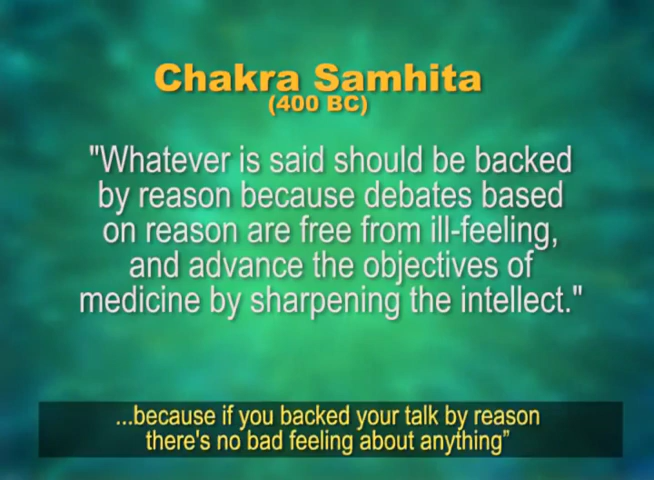 Chakra Samhita
(400 BC)
"Whatever is said should be backed
by reason because debates based
on reason are free from ill-feeling,
and advance the objectives of
medicine by sharpening the intellect."
...because if you backed your talk by reason
there's no bad feeling about anything”